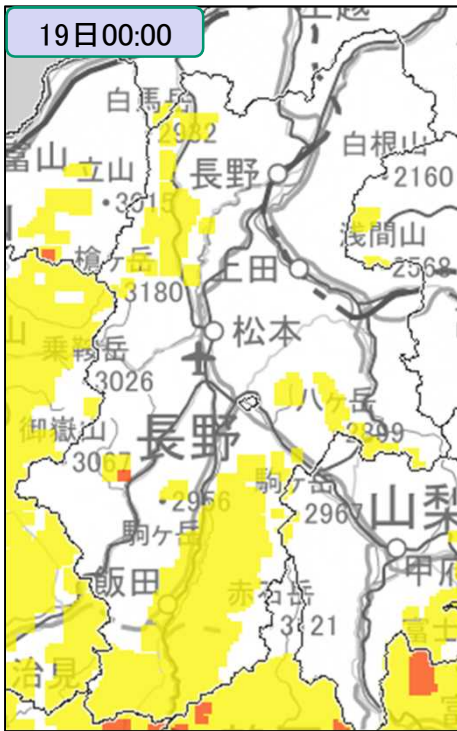 19日00:00
白馬岳
2932
富山
立山
・3015
長野
白根山
・2160
浅間山
2568
槍ヶ岳
3180
上田
乗鞍岳
3026
松本
御嶽山
3067
長野
八ヶ岳
2899
駒ヶ岳
2967
山梨
・2956
駒ヶ岳
甲府
飯田
赤石岳
3121
富士
治見